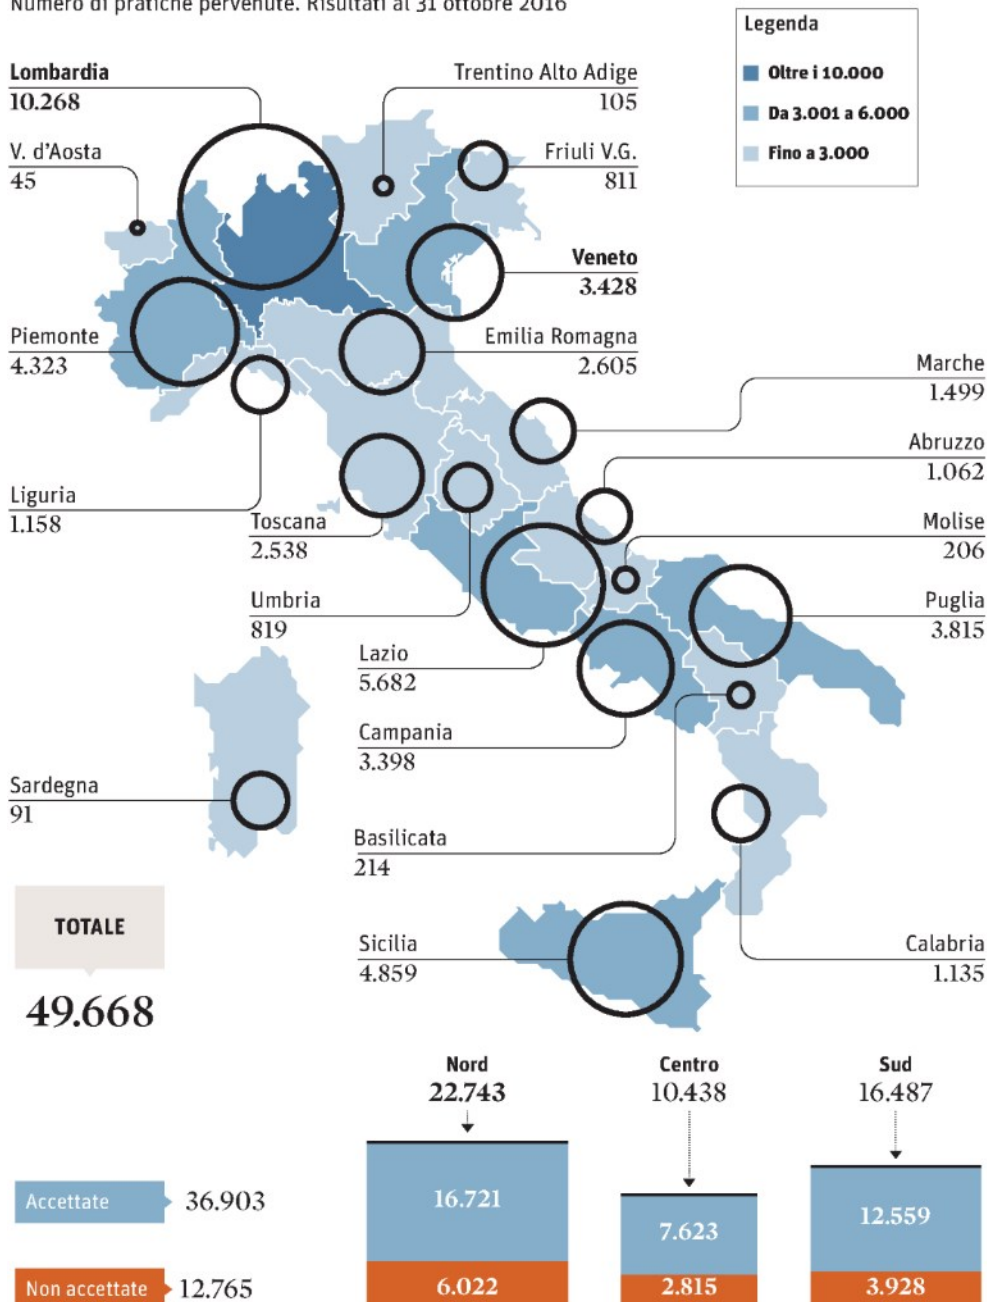 Numero di pratiche pervenute. Risultati al 31 ottobre 2016
Legenda
Oltre i 10.000
Da 3.001 a 6.000
Fino a 3.000
Lombardia
10.268
Trentino Alto Adige
105
V. d'Aosta
45
Friuli V.G.
811
Veneto
3.428
Piemonte
4.323
Emilia Romagna
2.605
Marche
1.499
Abruzzo
1.062
Liguria
1.158
Toscana
2.538
Molise
206
Umbria
819
Puglia
3.815
Lazio
5.682
Campania
3.398
Sardegna
91
Basilicata
214
Sicilia
4.859
Calabria
1.135
TOTALE
49.668
Nord
22.743
Centro
10.438
Sud
16.487
Accettate 36.903
16.721
7.623
12.559
Non accettate 12.765
6.022
2.815
3.928